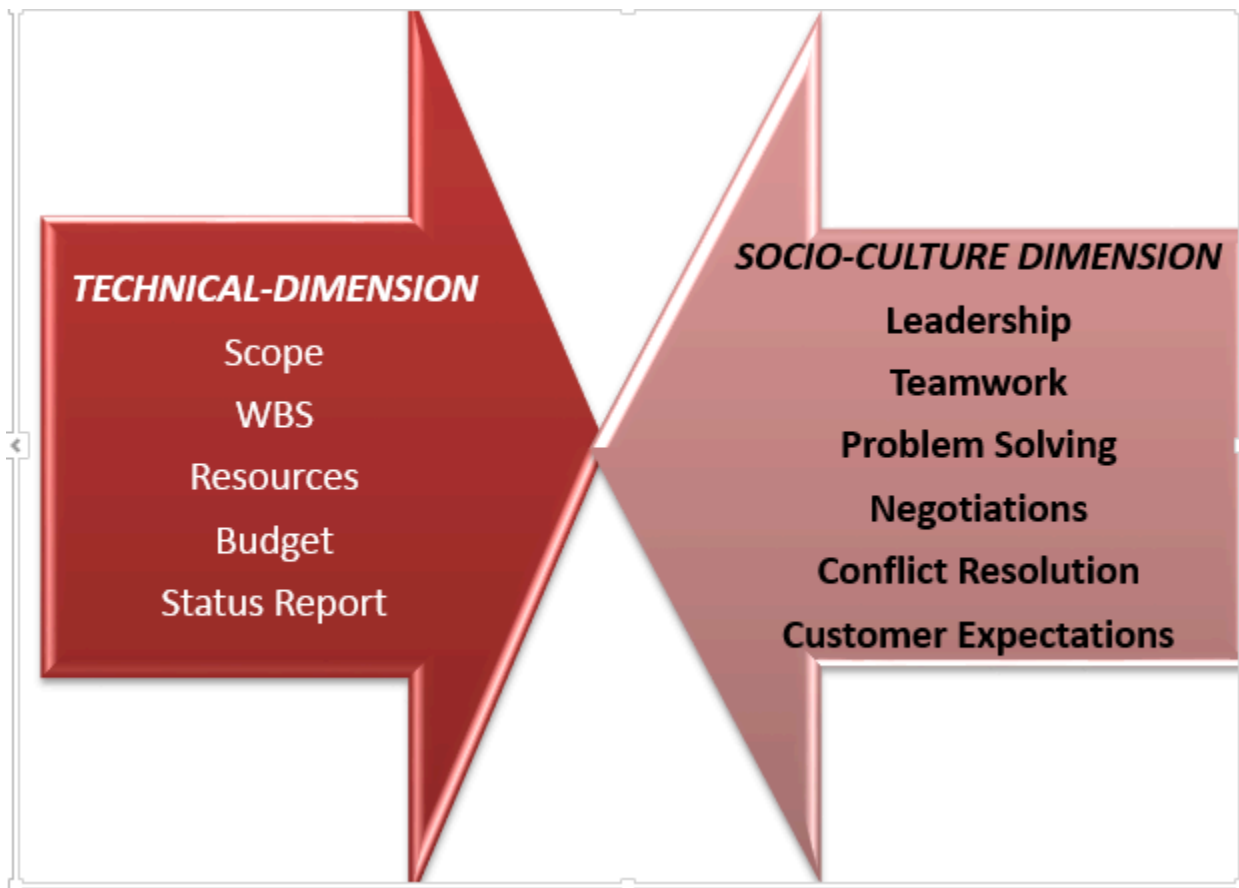 TECHNICAL-DIMENSION
Scope
WBS
Resources
Budget
Status Report
SOCIO-CULTURE DIMENSION
Leadership
Teamwork
Problem Solving
Negotiations
Conflict Resolution
Customer Expectations